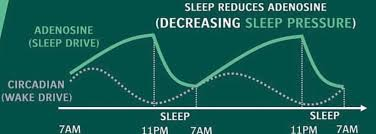 SLEEP REDUCES ADENOSINE
(DECREASING SLEEP PRESSURE)
ADENOSINE
(SLEEP DRIVE)
CIRCADIAN
(WAKE DRIVE)
SLEEP SLEEP
7AM 11PM 7AM 11PM 7AM